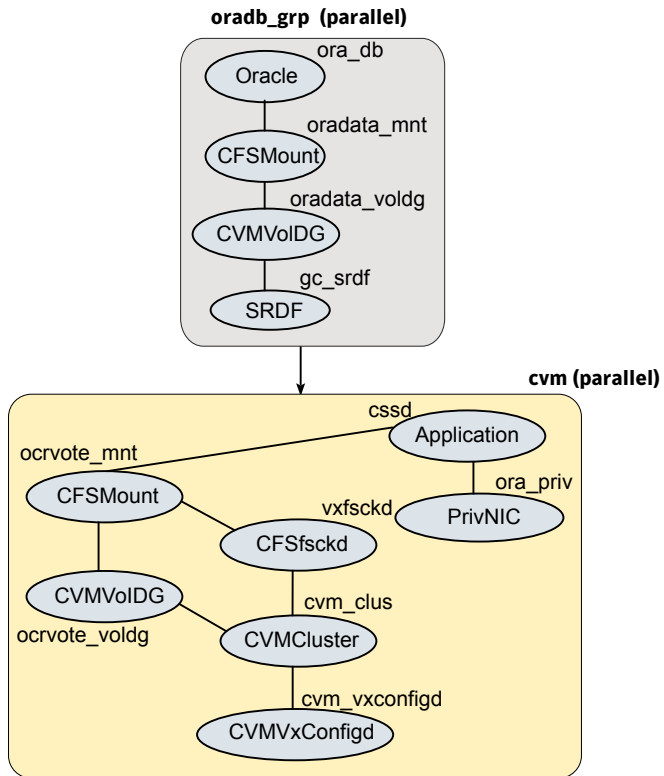 oradb_grp (parallel)
ora_db
Oracle
oradata_mnt
CFSMount
oradata_voldg
CVMVolDG
gc_srdf
SRDF
cvm (parallel)
cssd
Application
ocrvote_mnt
ora_priv
CFSMount
vxfsckd
PrivNIC
CFSfsckd
CVMVolDG
cvm_clus
ocrvote_voldg
CVMCluster
cvm_vxconfigd
CVMVxConfigd